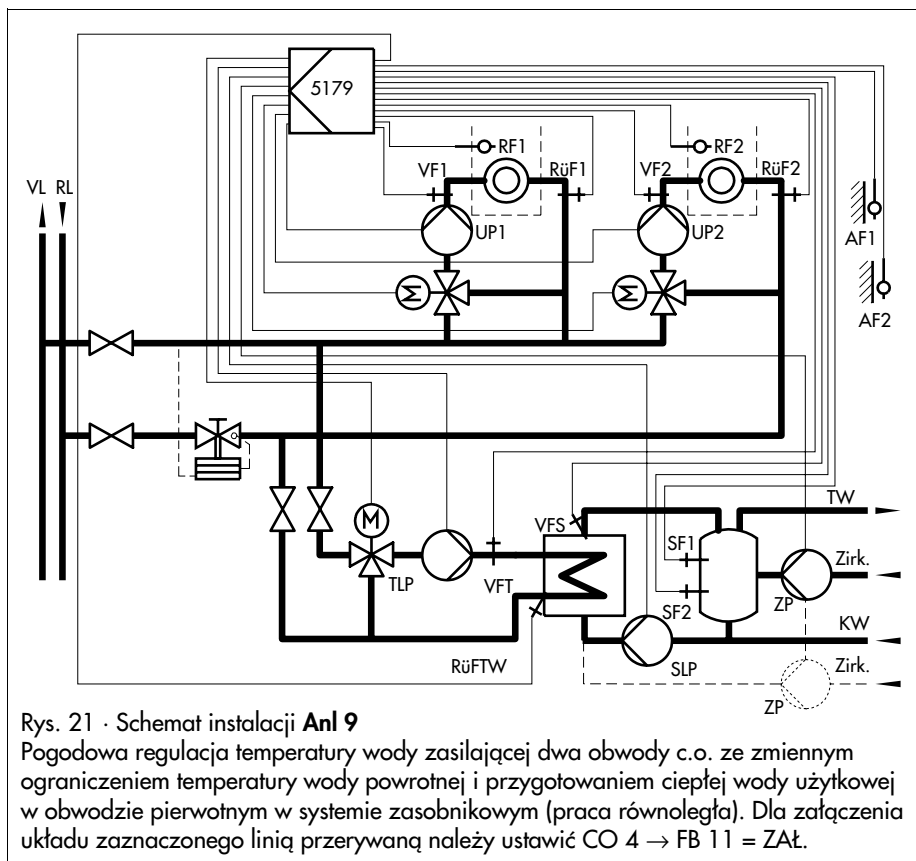 5179
RF1
RF2
VL RL
VF1
RüF1
VF2
RüF2
UP1
UP2
AF1
AF2
M
M
M
VFS
TW
SF1
TLP
VFT
Zirk.
ZP
SF2
KW
SLP
RüFTW
Zirk.
ZP
Rys. 21 · Schemat instalacji Anl 9
Pogodowa regulacja temperatury wody zasilającej dwa obwody c.o. ze zmiennym
ograniczeniem temperatury wody powrotnej i przygotowaniem ciepłej wody użytkowej
w obwodzie pierwotnym w systemie zasobnikowym (praca równoległa). Dla załączenia
układu zaznaczonego linią przerywaną należy ustawić CO 4 → FB 11 = ZAŁ.